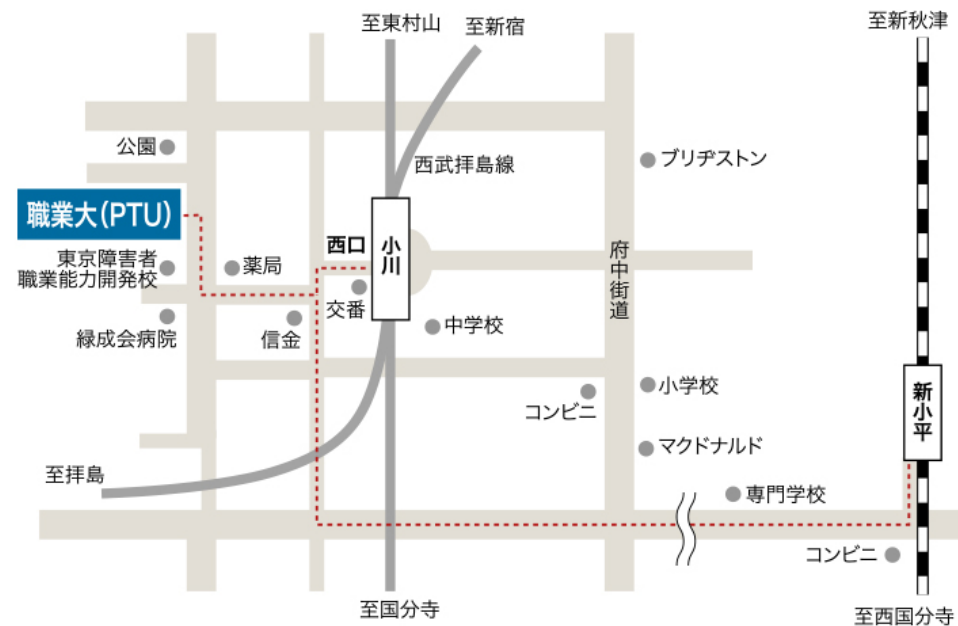 至東村山
至新宿
至新秋津
公園
西武拝島線
ブリヂストン
職業大(PTU)
西口
小川
府中街道
東京障害者
職業能力開発校
薬局
交番
緑成会病院
信金
中学校
小学校
コンビニ
新小平
マクドナルド
至拝島
専門学校
コンビニ
至国分寺
至西国分寺